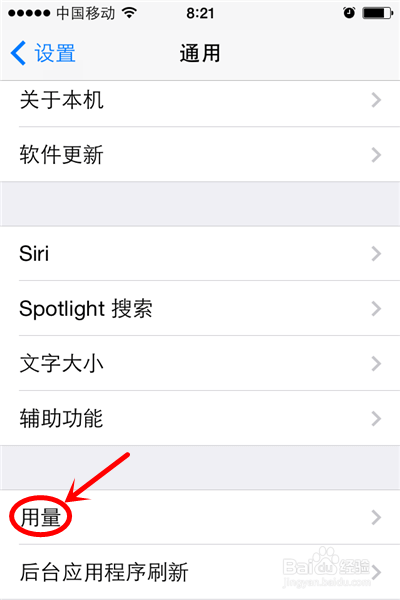 中国移动 8:21
设置 通用
关于本机
软件更新
Siri
Spotlight 搜索
文字大小
辅助功能
用量
后台应用程序刷新
Baidu 经验
jingyan.baidu.com